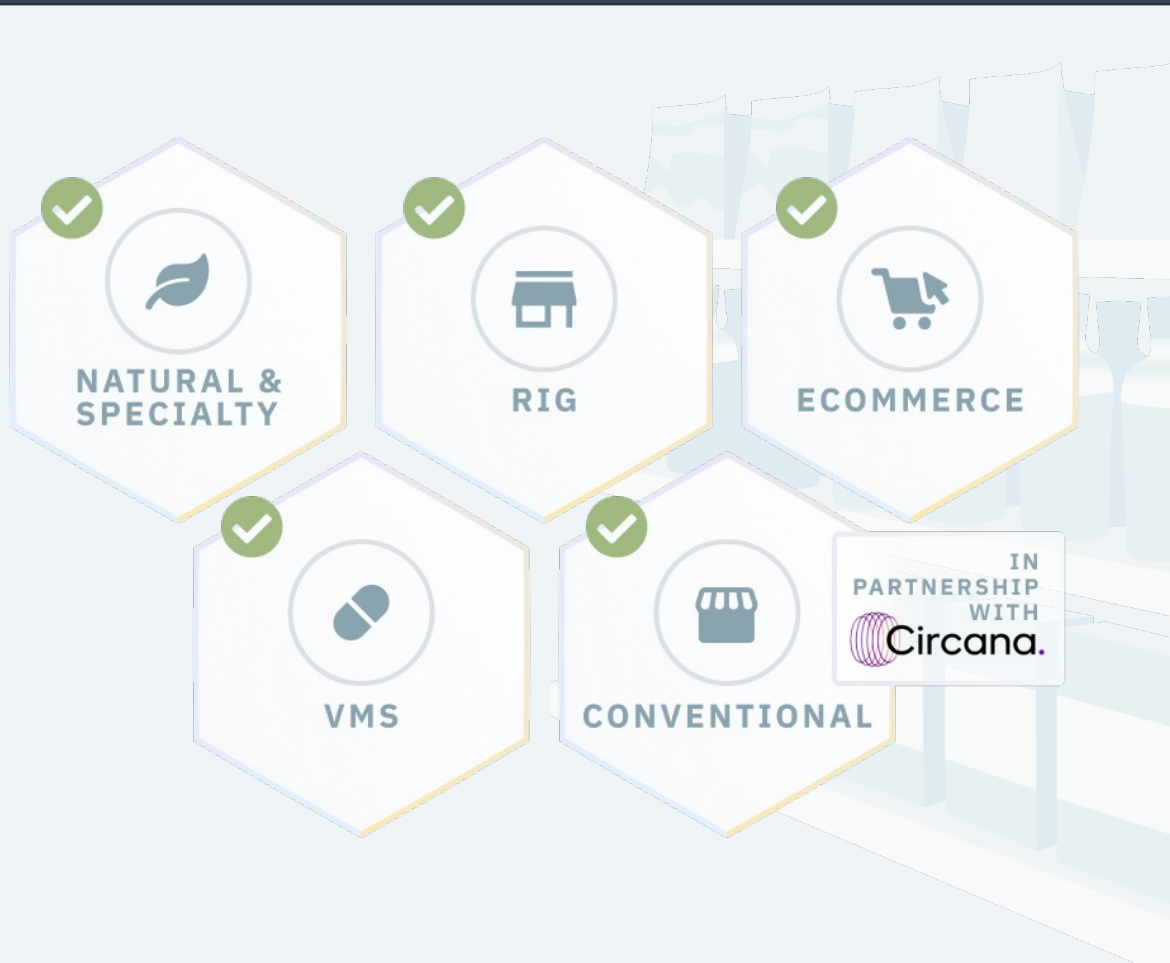 NATURAL &
SPECIALTY
RIG
ECOMMERCE
VMS
CONVENTIONAL
IN
PARTNERSHIP
WITH
Circana.